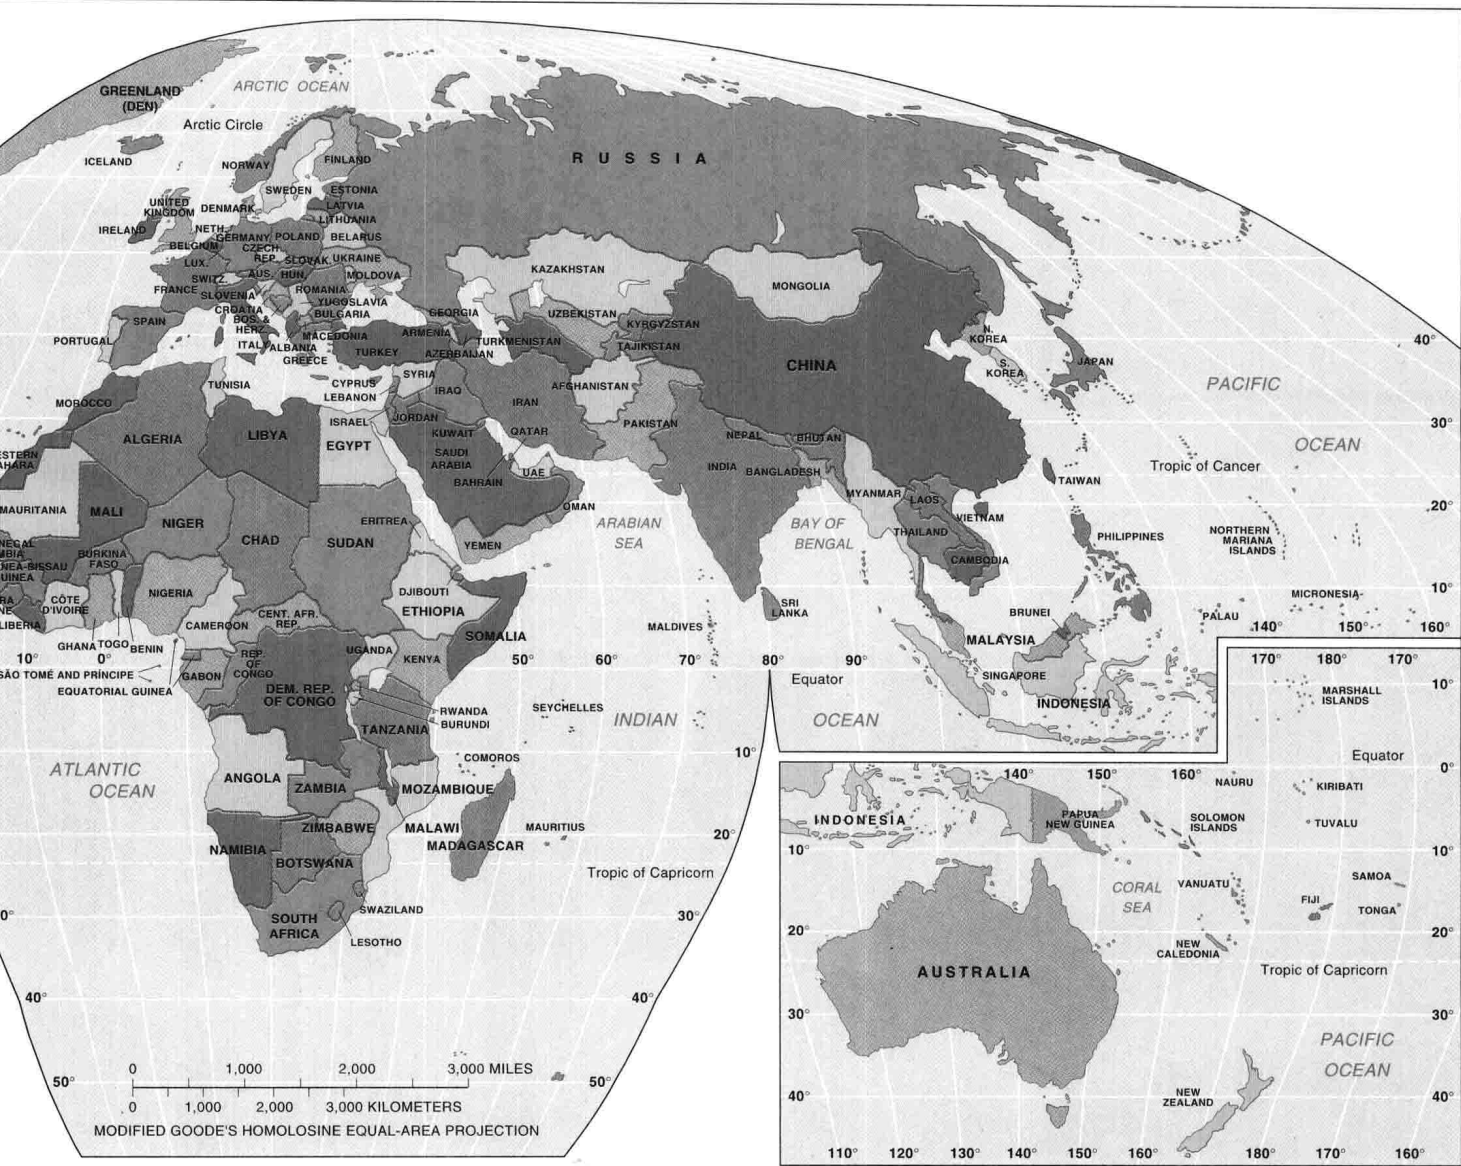 GREENLAND
(DEN)
ARCTIC OCEAN
Arctic Circle
ICELAND
NORWAY
FINLAND
RUSSIA
SWEDEN
ESTONIA
LATVIA
LITHUANIA
UNITED
KINGDOM
DENMARK
IRELAND
NETH.
GERMANY
POLAND
BELARUS
BELGIUM
CZECH.
REP.
SLOVAK.
UKRAINE
LUX.
SWITZ.
AUS.
HUN.
MOLDOVA
FRANCE
SLOVENIA
ROMANIA
YUGOSLAVIA
CROATIA
BOS. &
HERZ.
BULGARIA
SPAIN
ITALY
ALBANIA
MACEDONIA
GREECE
PORTUGAL
GEORGIA
ARMENIA
AZERBAIJAN
TURKEY
TURKMENISTAN
KAZAKHSTAN
UZBEKISTAN
KYRGYZSTAN
TAJIKISTAN
MONGOLIA
CHINA
N.
KOREA
S.
KOREA
JAPAN
40°
PACIFIC
OCEAN
30°
TUNISIA
CYPRUS
LEBANON
SYRIA
IRAQ
IRAN
AFGHANISTAN
MOROCCO
ISRAEL
JORDAN
KUWAIT
QATAR
PAKISTAN
NEPAL
BHUTAN
ALGERIA
LIBYA
EGYPT
SAUDI
ARABIA
BAHRAIN
UAE
OMAN
INDIA
BANGLADESH
MYANMAR
LAOS
VIETNAM
THAILAND
CAMBODIA
TAIWAN
Tropic of Cancer
20°
ESTERN
AHARA
MAURITANIA
MALI
NIGER
CHAD
SUDAN
ERITREA
YEMEN
ARABIAN
SEA
BAY OF
BENGAL
PHILIPPINES
NORTHERN
MARIANA
ISLANDS
NEGAL
MBIA
NEA-BISSAU
UINEA
BURKINA
FASO
10°
RA
NE
LIBERIA
CÔTE
D'IVOIRE
NIGERIA
CENT. AFR.
REP.
DJIBOUTI
ETHIOPIA
SRI
LANKA
BRUNEI
PALAU
MICRONESIA
GHANA
TOGO
BENIN
CAMEROON
SOMALIA
MALDIVES
MALAYSIA
140°
150°
160°
10°
0°
SÃO TOMÉ AND PRÍNCIPE
EQUATORIAL GUINEA
GABON
REP.
OF
CONGO
UGANDA
KENYA
50°
60°
70°
80°
90°
Equator
SINGAPORE
INDONESIA
DEM. REP.
OF CONGO
RWANDA
BURUNDI
TANZANIA
SEYCHELLES
INDIAN
OCEAN
10°
ATLANTIC
OCEAN
ANGOLA
ZAMBIA
COMOROS
MOZAMBIQUE
ZIMBABWE
MALAWI
MADAGASCAR
MAURITIUS
20°
NAMIBIA
BOTSWANA
Tropic of Capricorn
SOUTH
AFRICA
SWAZILAND
LESOTHO
0°
30°
40°
40°
50°
50°
0 1,000 2,000 3,000 MILES
0 1,000 2,000 3,000 KILOMETERS
MODIFIED GOODE'S HOMOLOSINE EQUAL-AREA PROJECTION
170°
180°
170°
10°
MARSHALL
ISLANDS
Equator
0°
140°
150°
160°
NAURU
KIRIBATI
INDONESIA
PAPUA
NEW GUINEA
SOLOMON
ISLANDS
TUVALU
10°
10°
CORAL
SEA
VANUATU
SAMOA
FIJI
TONGA
20°
20°
NEW
CALEDONIA
AUSTRALIA
Tropic of Capricorn
30°
30°
PACIFIC
OCEAN
40°
40°
NEW
ZEALAND
110°
120°
130°
140°
150°
160°
180°
170°
160°